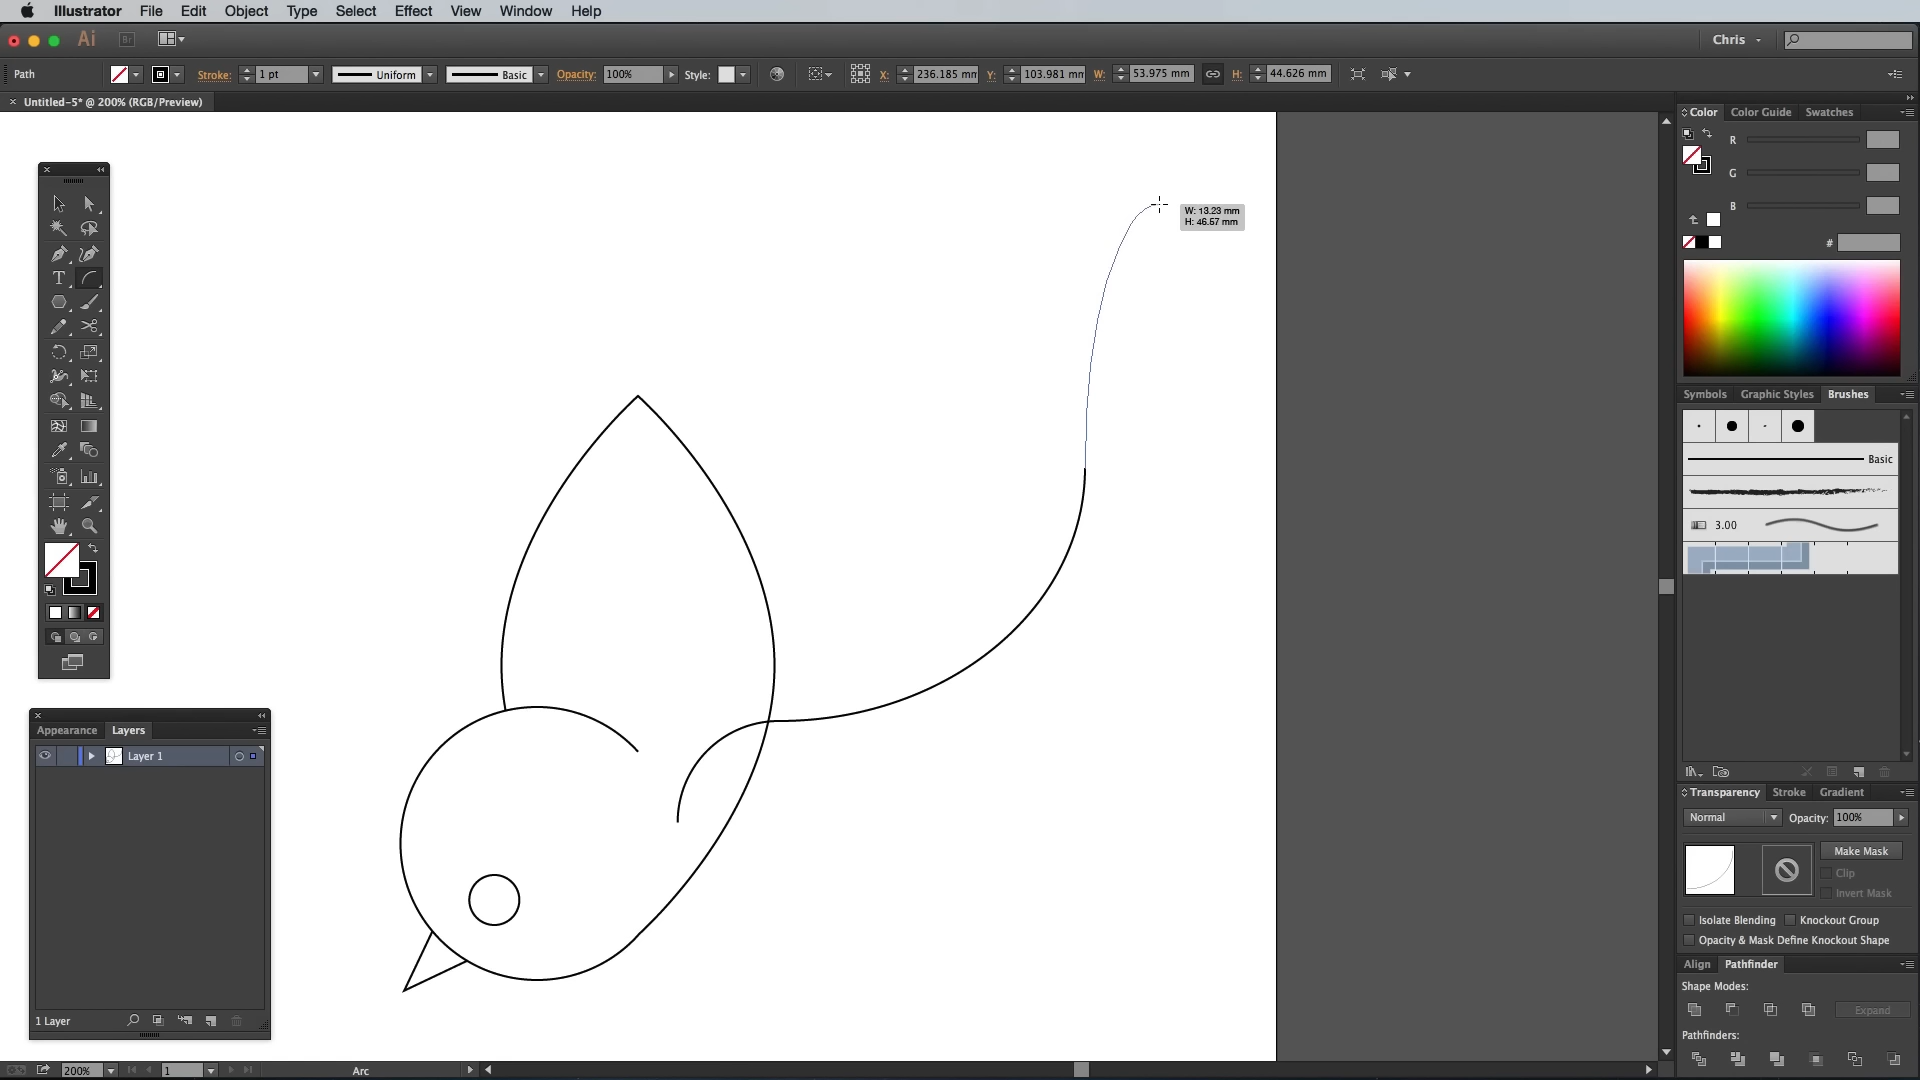 Illustrator File Edit Object Type Select Effect View Window Help
Ai Br Chris
Path Stroke: 1 pt Uniform Basic Opacity: 100% Style: X: 236.185 mm Y: 103.981 mm W: 53.975 mm H: 44.626 mm
Untitled-5* @ 200% (RGB/Preview)
Color Color Guide Swatches
R
G
B
#
W: 13.23 mm
H: 46.57 mm
T
Symbols Graphic Styles Brushes
Basic
3.00
Appearance Layers
Layer 1
1 Layer
Transparency Stroke Gradient
Normal Opacity: 100%
Make Mask
Clip
Invert Mask
Isolate Blending Knockout Group
Opacity & Mask Define Knockout Shape
Align Pathfinder
Shape Modes:
Expand
Pathfinders:
200% 1 Arc